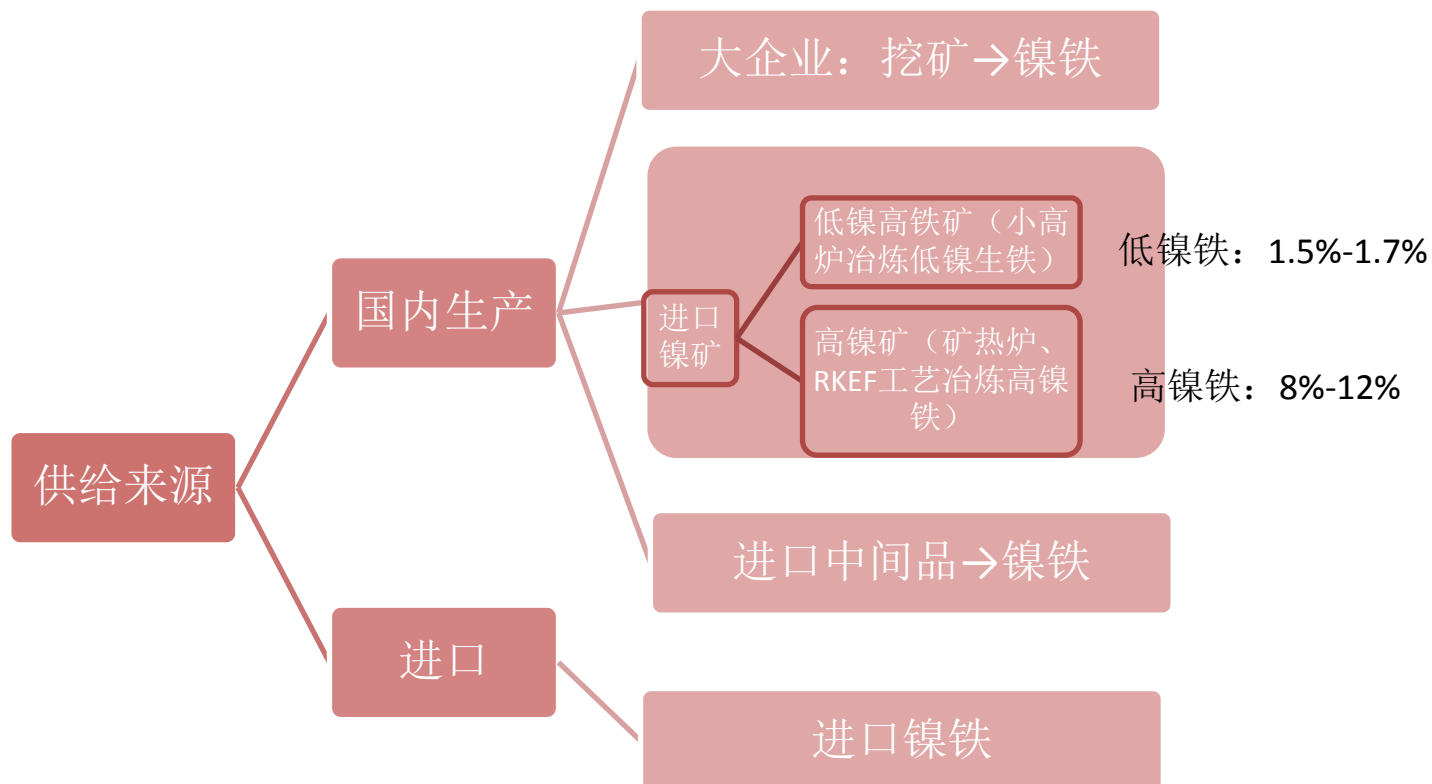 大企业：挖矿→镍铁
低镍高铁矿（小高
炉冶炼低镍生铁）
低镍铁：1.5%-1.7%
国内生产
进口
镍矿
高镍矿（矿热炉、
RKEF工艺冶炼高镍
铁）
高镍铁：8%-12%
供给来源
进口中间品→镍铁
进口
进口镍铁